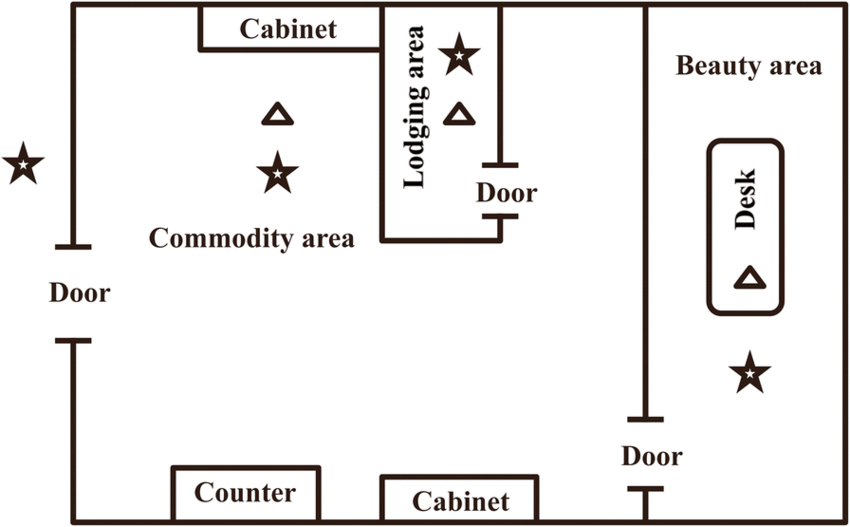 Cabinet
Lodging area
Beauty area
Desk
Door
Commodity area
Door
Door
Counter
Cabinet